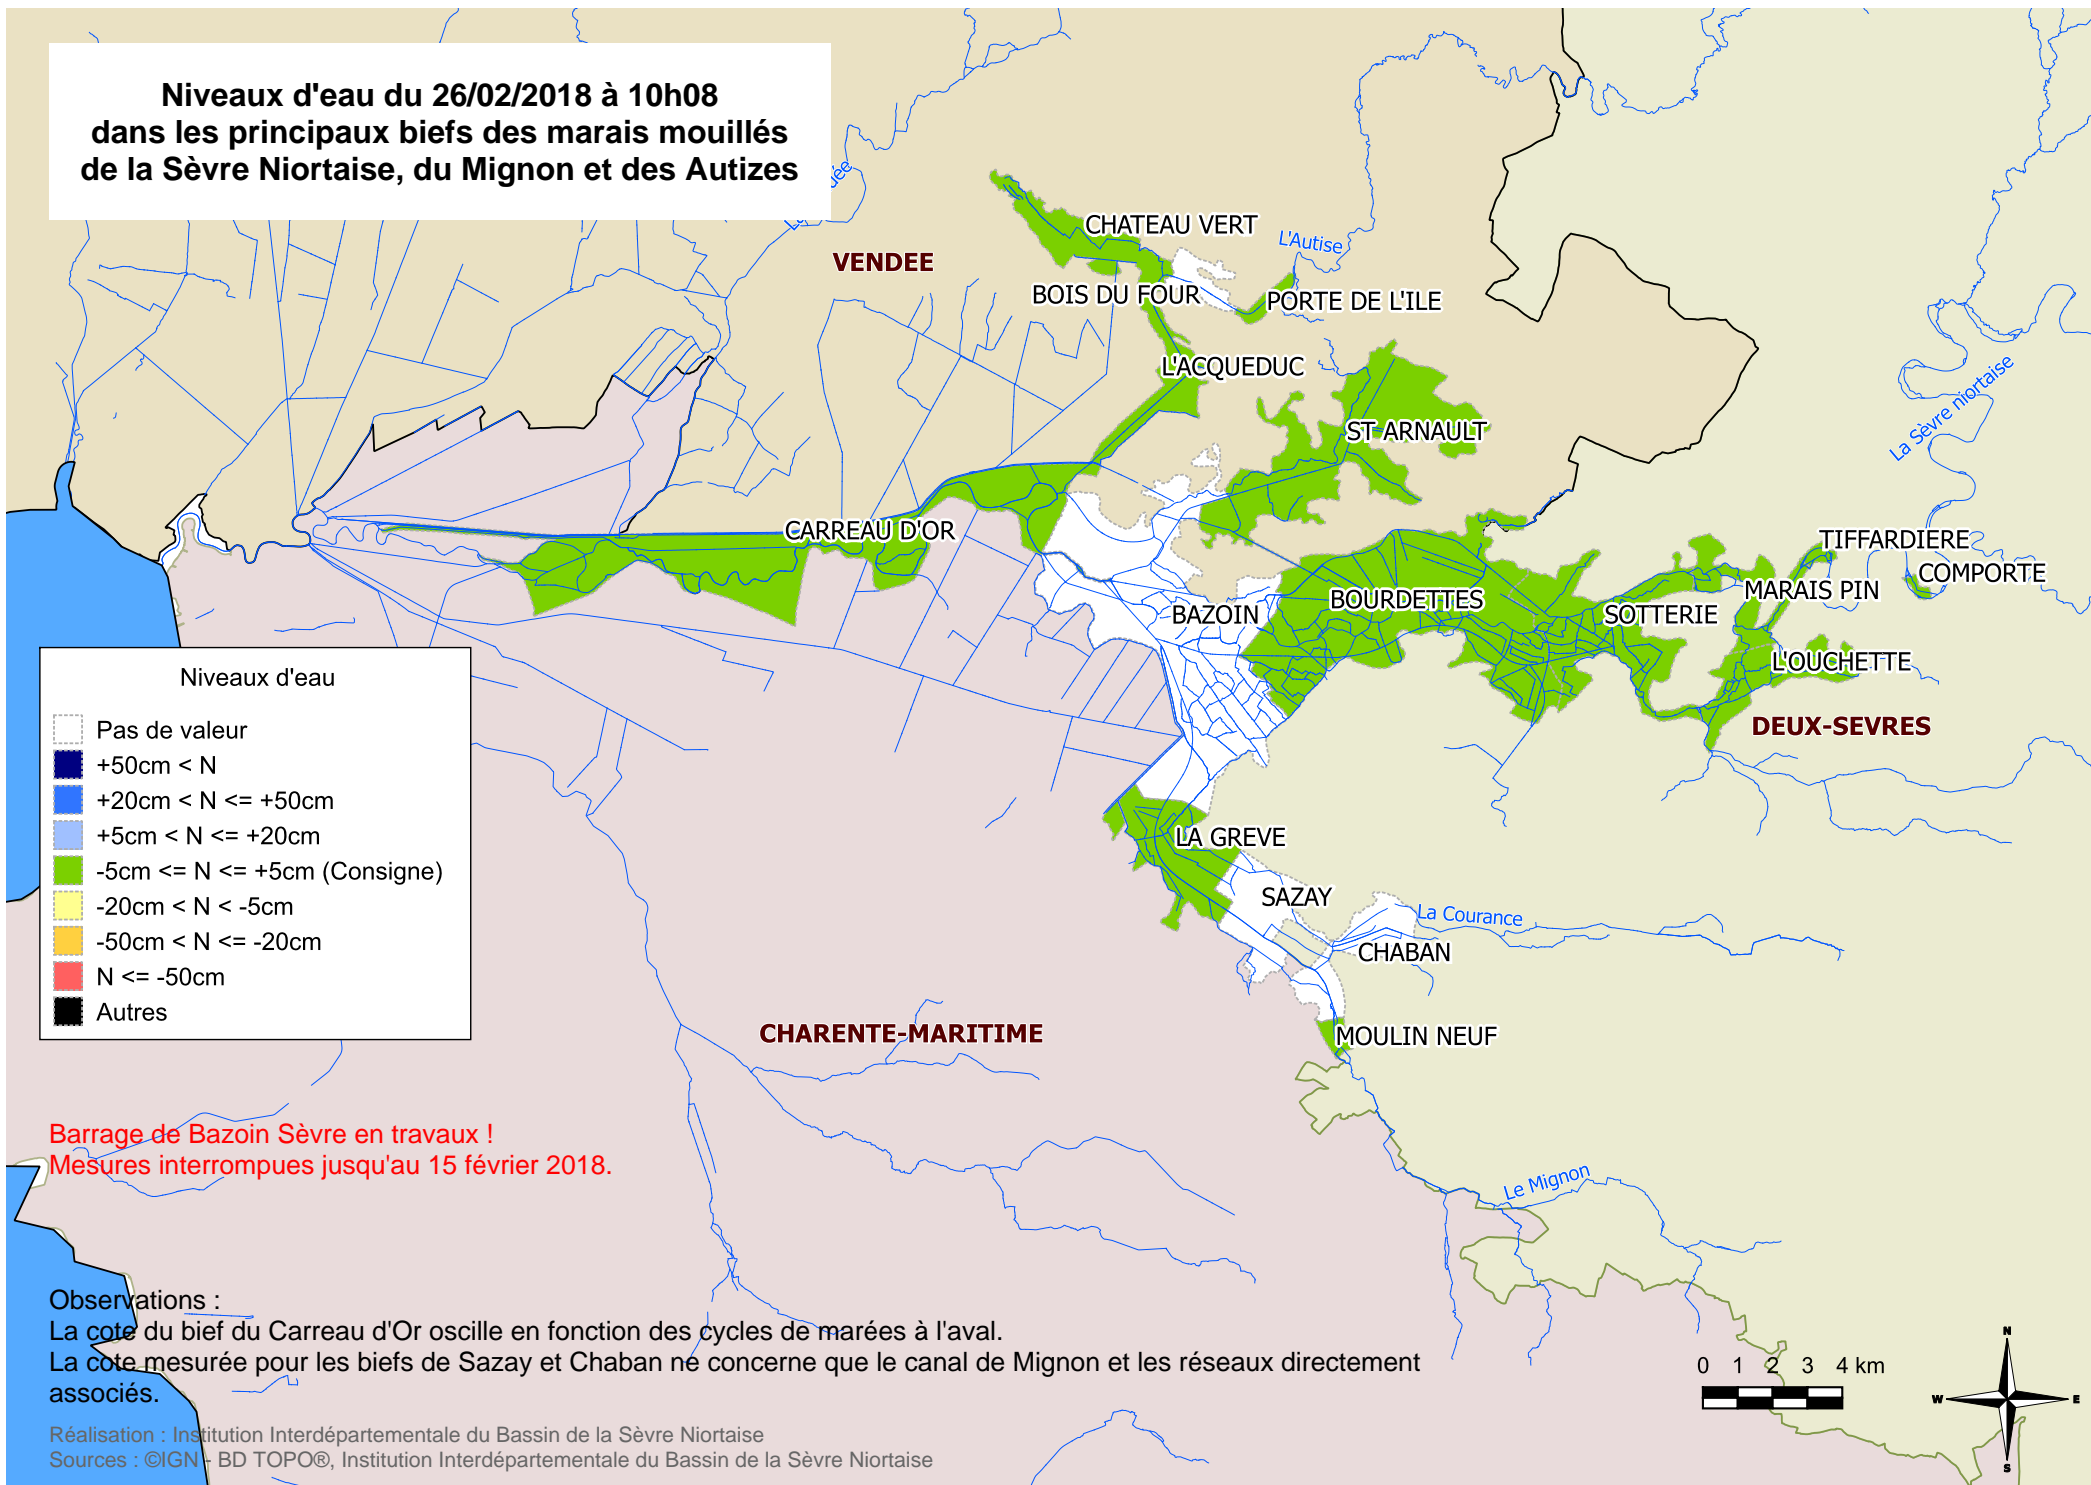 Niveaux d'eau du 26/02/2018 à 10h08
dans les principaux biefs des marais mouillés
de la Sèvre Niortaise, du Mignon et des Autizes
dée
CHATEAU VERT
L'Autise
VENDEE
BOIS DU FOUR
PORTE DE L'ILE
L'ACQUEDUC
ST ARNAULT
La Sèvre niortaise
CARREAU D'OR
TIFFARDIERE
COMPORTE
MARAIS PIN
BOURDETTES
SOTTERIE
BAZOIN
L'OUCHETTE
DEUX-SEVRES
Niveaux d'eau
Pas de valeur
+50cm < N
+20cm < N <= +50cm
+5cm < N <= +20cm
-5cm <= N <= +5cm (Consigne)
-20cm < N < -5cm
-50cm < N <= -20cm
N <= -50cm
Autres
LA GREVE
SAZAY
La Courance
CHABAN
CHARENTE-MARITIME
MOULIN NEUF
Le Mignon
Barrage de Bazoin Sèvre en travaux !
Mesures interrompues jusqu'au 15 février 2018.
Observations :
La cote du bief du Carreau d'Or oscille en fonction des cycles de marées à l'aval.
La cote mesurée pour les biefs de Sazay et Chaban ne concerne que le canal de Mignon et les réseaux directement
associés.
Réalisation : Institution Interdépartementale du Bassin de la Sèvre Niortaise
Sources : ©IGN - BD TOPO®, Institution Interdépartementale du Bassin de la Sèvre Niortaise
0 1 2 3 4 km
N
W E
S